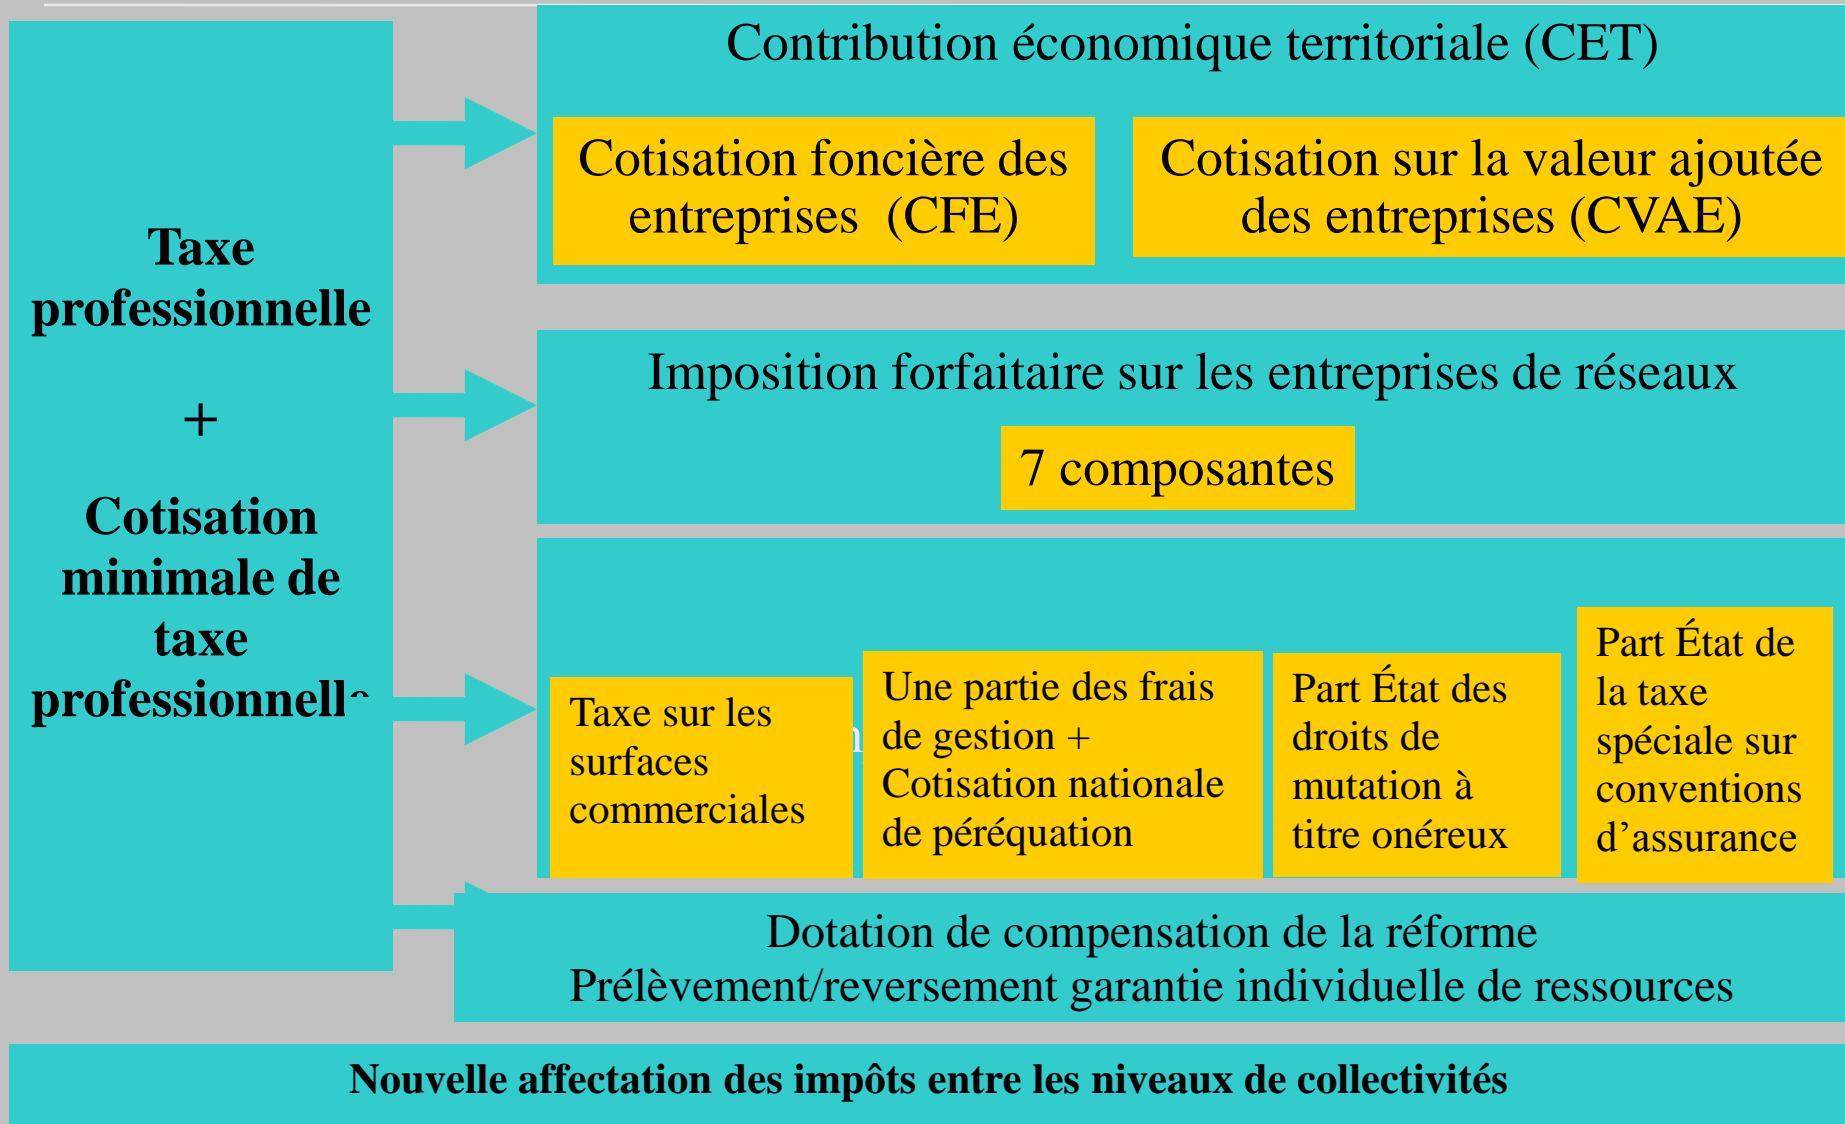 Contribution économique territoriale (CET)
Cotisation foncière des
entreprises (CFE)
Cotisation sur la valeur ajoutée
des entreprises (CVAE)
Taxe
professionnelle
+
Cotisation
minimale de
taxe
professionnelle
Imposition forfaitaire sur les entreprises de réseaux
7 composantes
Taxe sur les
surfaces
commerciales
Une partie des frais
de gestion +
Cotisation nationale
de péréquation
Part État des
droits de
mutation à
titre onéreux
Part État de
la taxe
spéciale sur
conventions
d’assurance
Dotation de compensation de la réforme
Prélèvement/reversement garantie individuelle de ressources
Nouvelle affectation des impôts entre les niveaux de collectivités